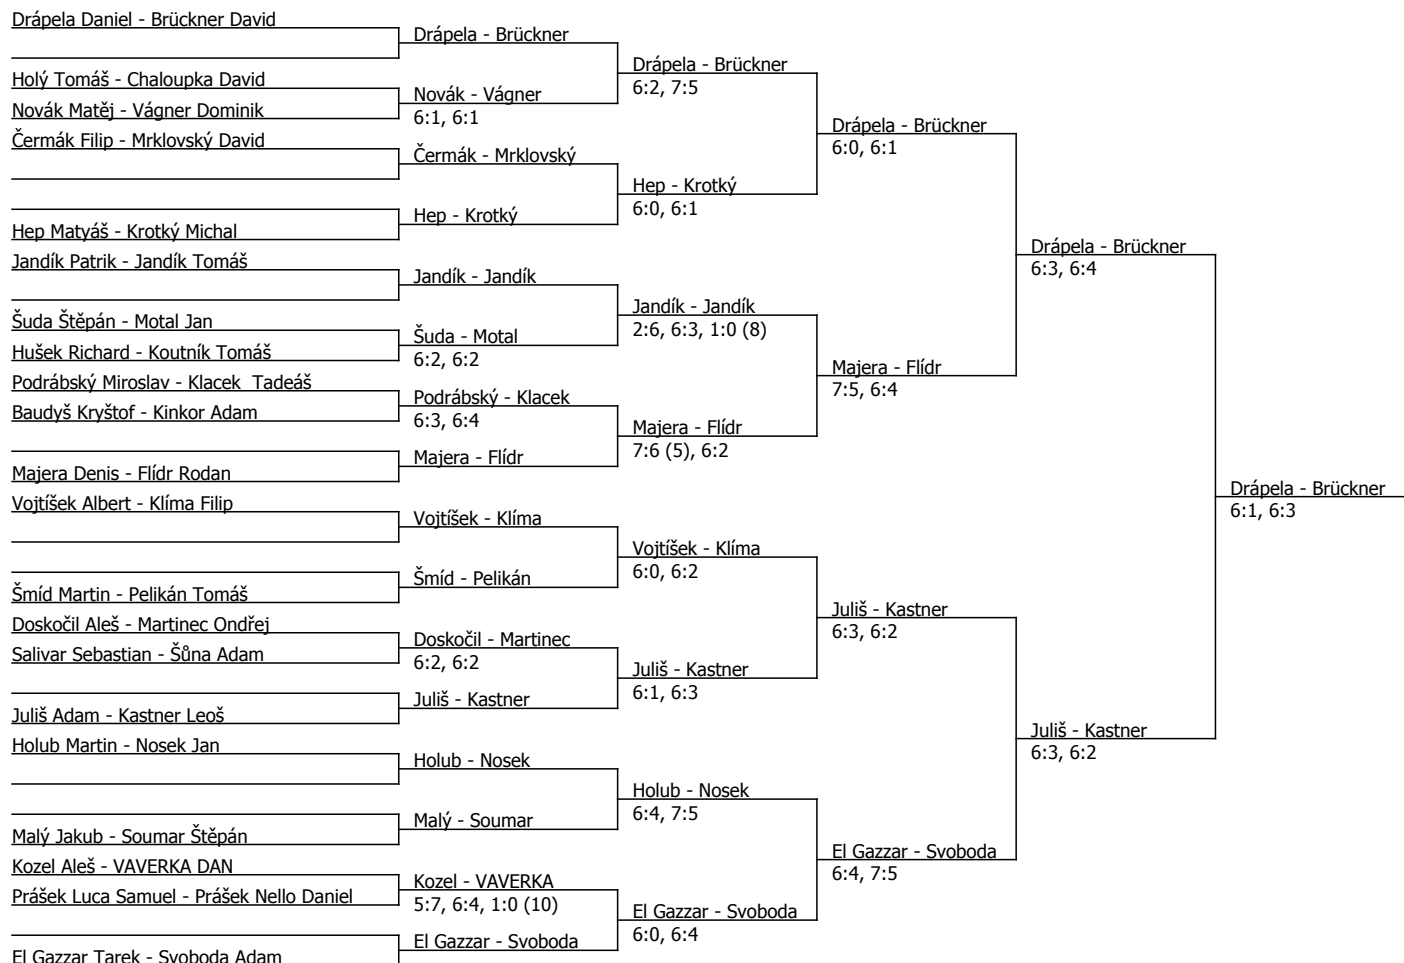 Drápela Daniel - Brückner David
Holý Tomáš - Chaloupka David
Novák Matěj - Vágner Dominik
Čermák Filip - Mrklovský David
Hep Matyáš - Krotký Michal
Jandík Patrik - Jandík Tomáš
Šuda Štěpán - Motal Jan
Hušek Richard - Koutník Tomáš
Podrábský Miroslav - Klacek  Tadeáš
Baudyš Kryštof - Kinkor Adam
Majera Denis - Flídr Rodan
Vojtíšek Albert - Klíma Filip
Šmíd Martin - Pelikán Tomáš
Doskočil Aleš - Martinec Ondřej
Salivar Sebastian - Šůna Adam
Juliš Adam - Kastner Leoš
Holub Martin - Nosek Jan
Malý Jakub - Soumar Štěpán
Kozel Aleš - VAVERKA DAN
Prášek Luca Samuel - Prášek Nello Daniel
El Gazzar Tarek - Svoboda Adam
Drápela - Brückner
Novák - Vágner
6:1, 6:1
Čermák - Mrklovský
Hep - Krotký
Jandík - Jandík
Šuda - Motal
6:2, 6:2
Podrábský - Klacek
6:3, 6:4
Majera - Flídr
Vojtíšek - Klíma
Šmíd - Pelikán
Doskočil - Martinec
6:2, 6:2
Juliš - Kastner
Holub - Nosek
Malý - Soumar
Kozel - VAVERKA
5:7, 6:4, 1:0 (10)
El Gazzar - Svoboda
Drápela - Brückner
6:2, 7:5
Hep - Krotký
6:0, 6:1
Jandík - Jandík
2:6, 6:3, 1:0 (8)
Majera - Flídr
7:6 (5), 6:2
Vojtíšek - Klíma
6:0, 6:2
Juliš - Kastner
6:1, 6:3
Holub - Nosek
6:4, 7:5
El Gazzar - Svoboda
6:0, 6:4
Drápela - Brückner
6:0, 6:1
Majera - Flídr
7:5, 6:4
Juliš - Kastner
6:3, 6:2
El Gazzar - Svoboda
6:4, 7:5
Drápela - Brückner
6:3, 6:4
Juliš - Kastner
6:3, 6:2
Drápela - Brückner
6:1, 6:3